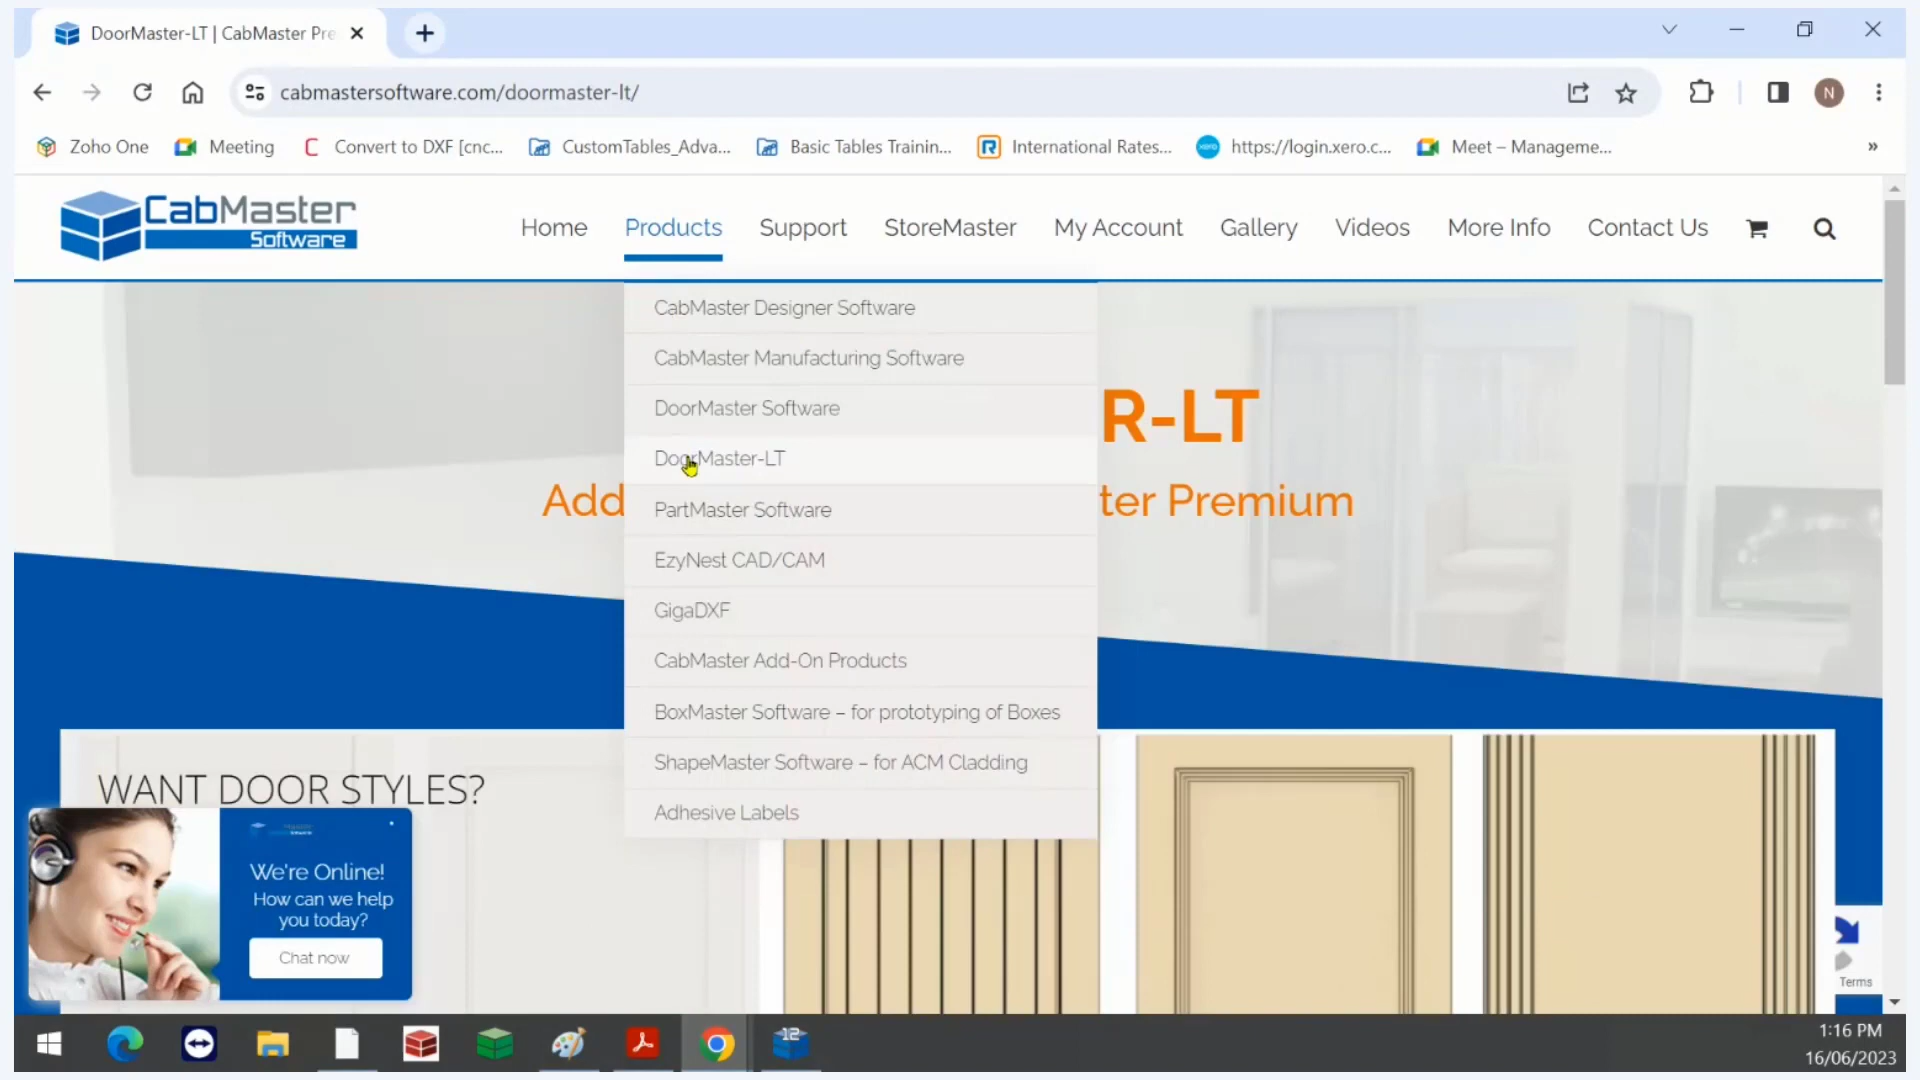 DoorMaster-LT | CabMaster Pre
cabmastersoftware.com/doormaster-lt/
N
Zoho One
Meeting
Convert to DXF [cnc...
CustomTables_Adva...
Basic Tables Trainin...
International Rates...
https://login.xero.c...
Meet – Manageme...
»
CabMaster
Software
Home
Products
Support
StoreMaster
My Account
Gallery
Videos
More Info
Contact Us
CabMaster Designer Software
CabMaster Manufacturing Software
DoorMaster Software
DoorMaster-LT
PartMaster Software
EzyNest CAD/CAM
GigaDXF
CabMaster Add-On Products
BoxMaster Software – for prototyping of Boxes
ShapeMaster Software – for ACM Cladding
Adhesive Labels
R-LT
Add
ter Premium
WANT DOOR STYLES?
We're Online!
How can we help
you today?
Chat now
Terms
12
1:16 PM
16/06/2023